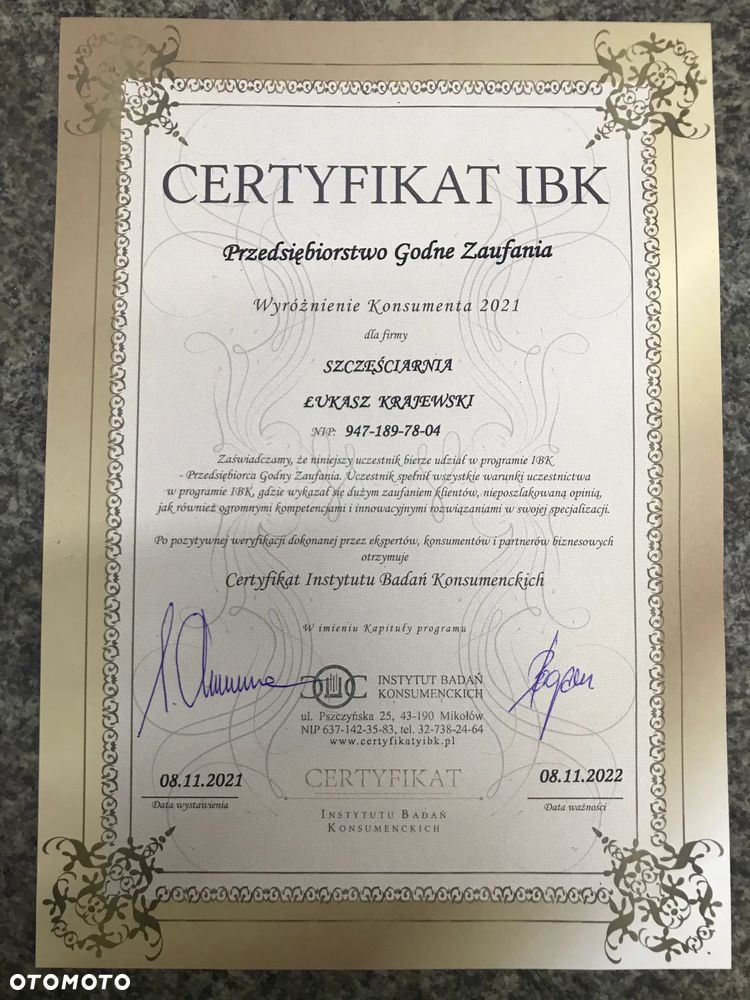 CERTYFIKAT IBK
Przedsiębiorstwo Godne Zaufania
Wyróżnienie Konsumenta 2021
dla firmy
SZCZĘŚCIARNIA
ŁUKASZ KRAJEWSKI
NIP: 947-189-78-04
Zaświadczamy, że niniejszy uczestnik bierze udział w programie IBK
- Przedsiębiorca Godny Zaufania. Uczestnik spełnił wszystkie warunki uczestnictwa
w programie IBK, gdzie wykazał się dużym zaufaniem klientów, nieposzlakowaną opinią,
jak również ogromnymi kompetencjami i innowacyjnymi rozwiązaniami w swojej specjalizacji.
Po pozytywnej weryfikacji dokonanej przez ekspertów, konsumentów i partnerów biznesowych
otrzymuje
Certyfikat Instytutu Badań Konsumenckich
W imieniu Kapituły programu
INSTYTUT BADAŃ
KONSUMENCKICH
ul. Pszczyńska 25, 43-190 Mikołów
NIP 637-142-35-83, tel. 32-738-24-64
www.certyfikatyibk.pl
08.11.2021
Data wystawienia
CERTYFIKAT
INSTYTUTU BADAŃ
KONSUMENCKICH
08.11.2022
Data ważności
OTOMOTO